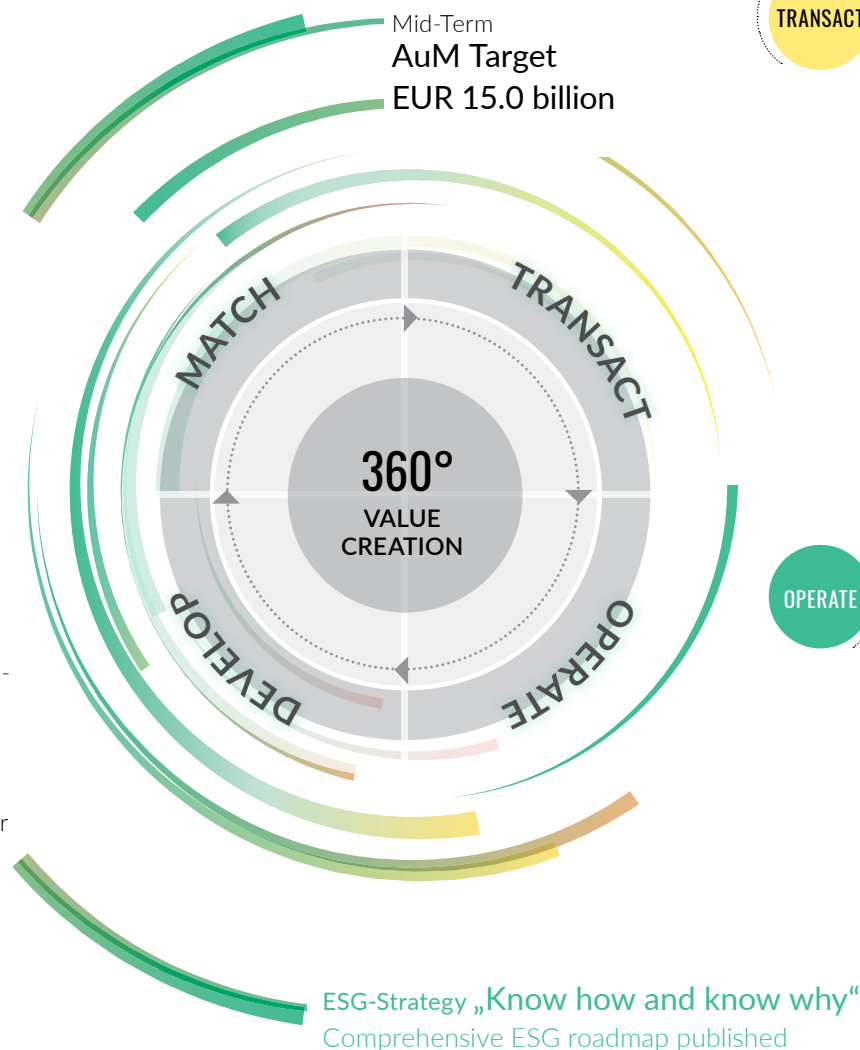 Mid-Term
AuM Target
EUR 15.0 billion
TRANSACT
MATCH
TRANSACT
360°
VALUE
CREATION
OPERATE
DEVELOP
OPERATE
-
r
ESG-Strategy „Know how and know why“
Comprehensive ESG roadmap published